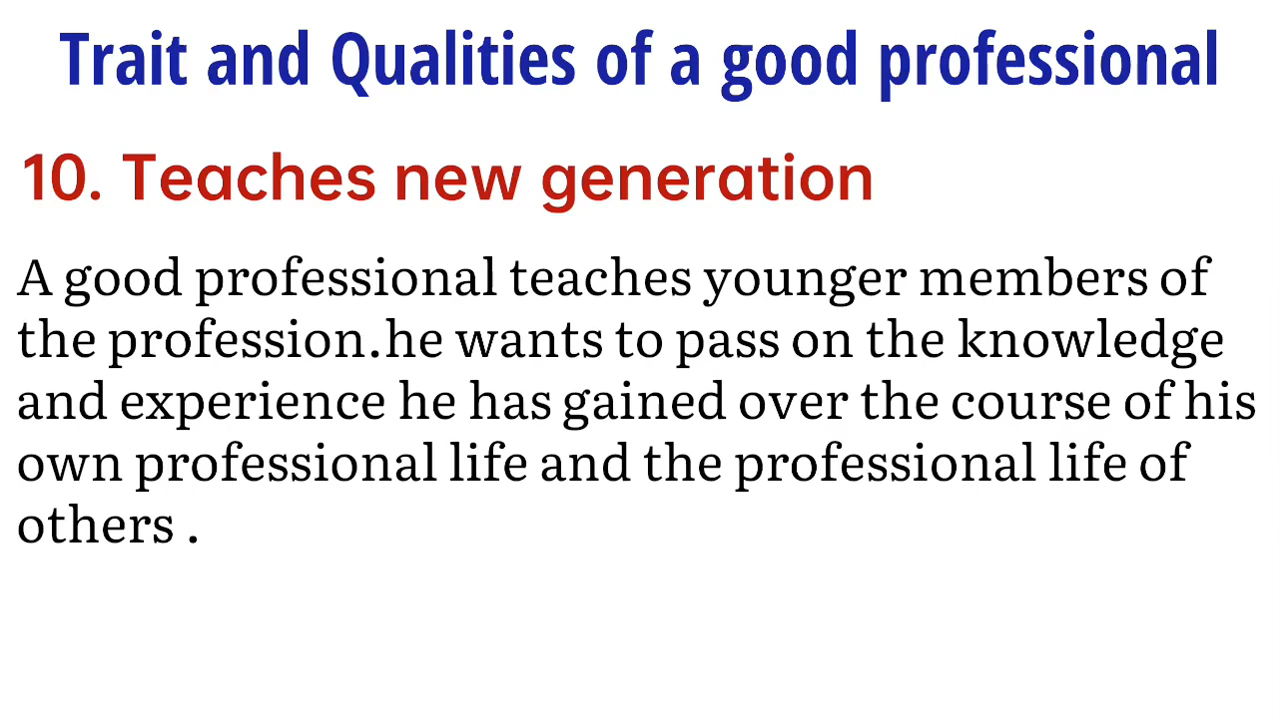 Trait and Qualities of a good professional
10. Teaches new generation
A good professional teaches younger members of
the profession.he wants to pass on the knowledge
and experience he has gained over the course of his
own professional life and the professional life of
others .